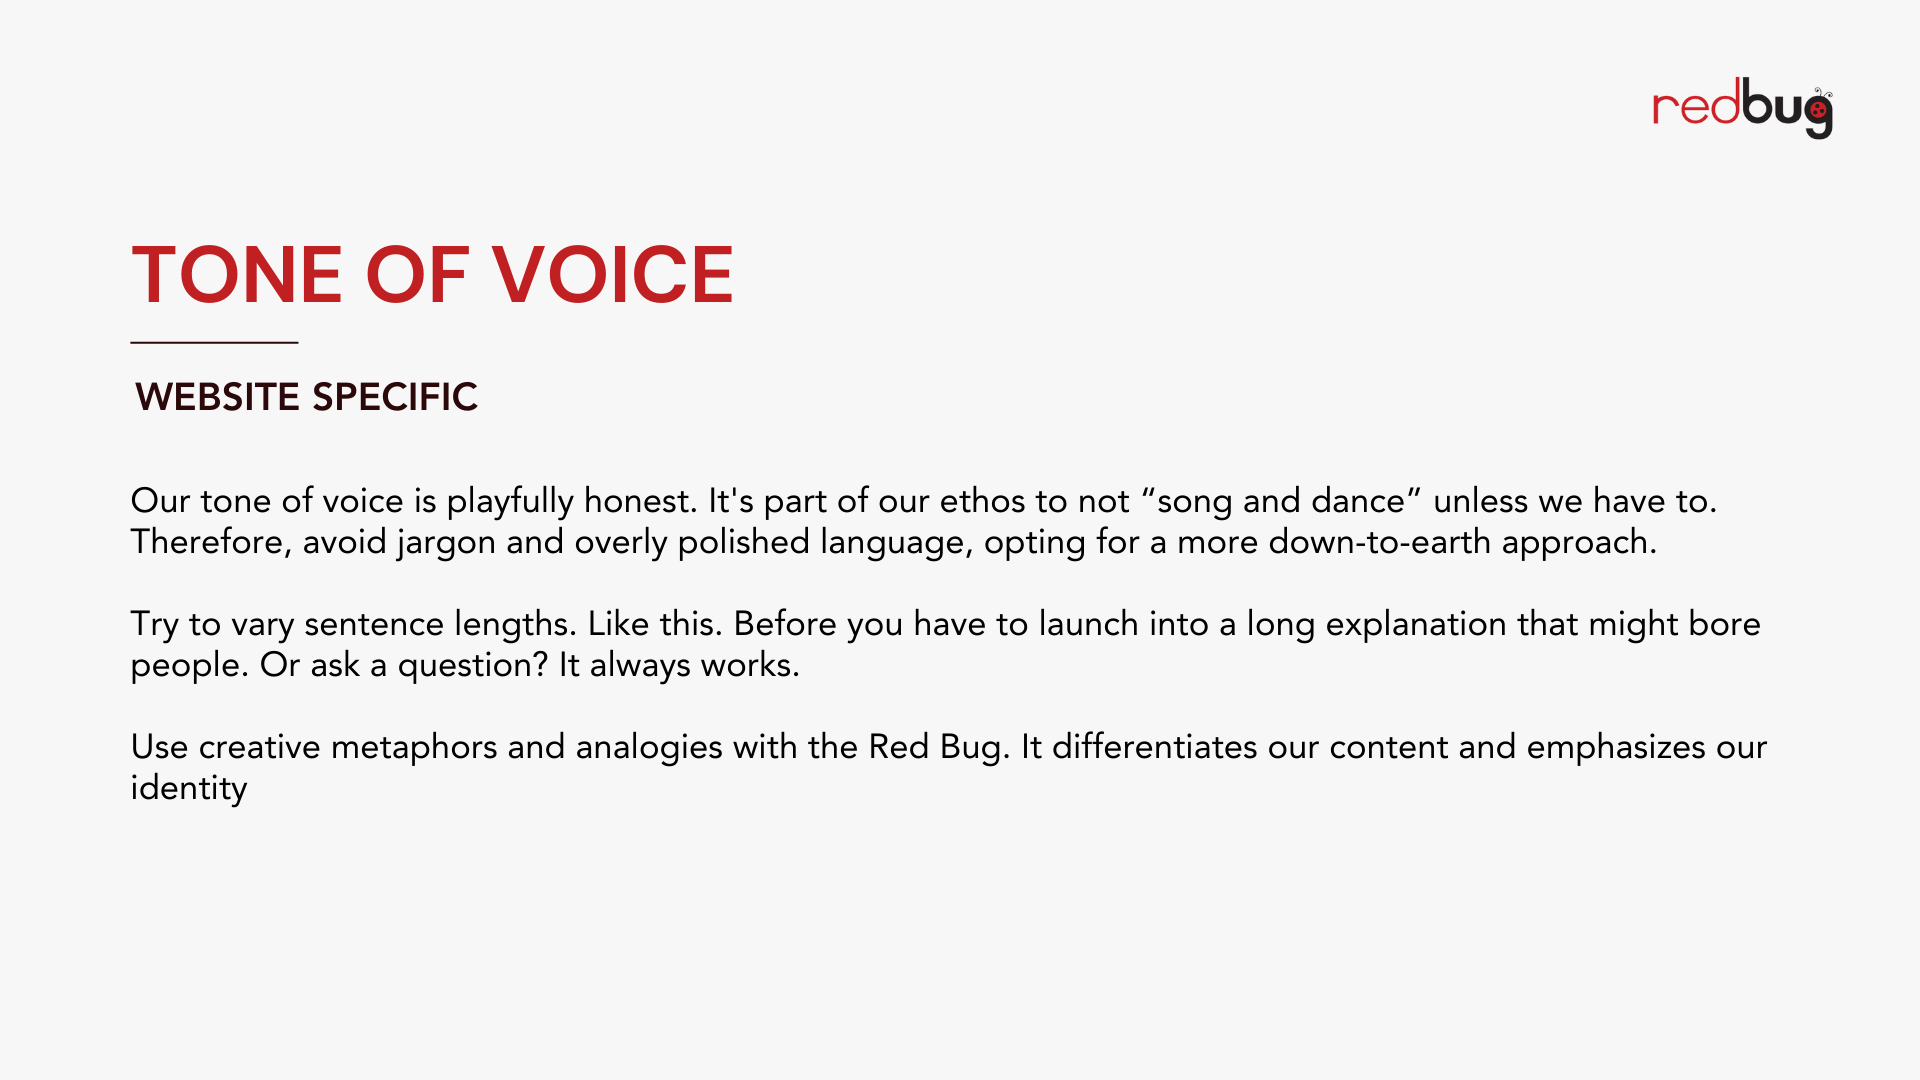 redbug
TONE OF VOICE
WEBSITE SPECIFIC
Our tone of voice is playfully honest. It's part of our ethos to not “song and dance” unless we have to.
Therefore, avoid jargon and overly polished language, opting for a more down-to-earth approach.
Try to vary sentence lengths. Like this. Before you have to launch into a long explanation that might bore
people. Or ask a question? It always works.
Use creative metaphors and analogies with the Red Bug. It differentiates our content and emphasizes our
identity